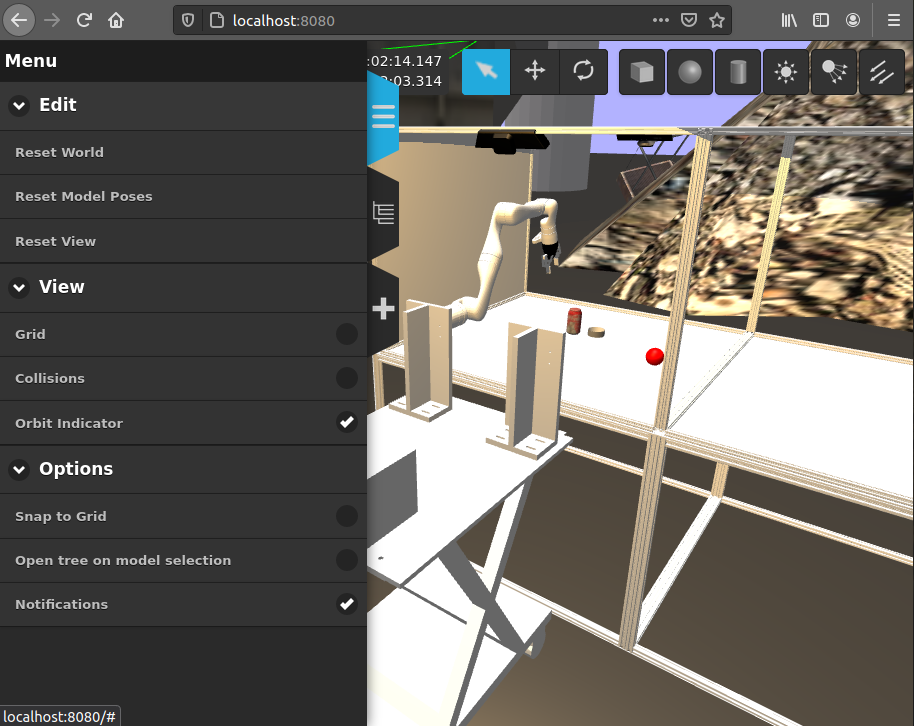 localhost:8080
Menu
:02:14.147
:03.314
Edit
Reset World
Reset Model Poses
Reset View
View
Grid
Collisions
Orbit Indicator
Options
Snap to Grid
Open tree on model selection
Notifications
localhost:8080/#